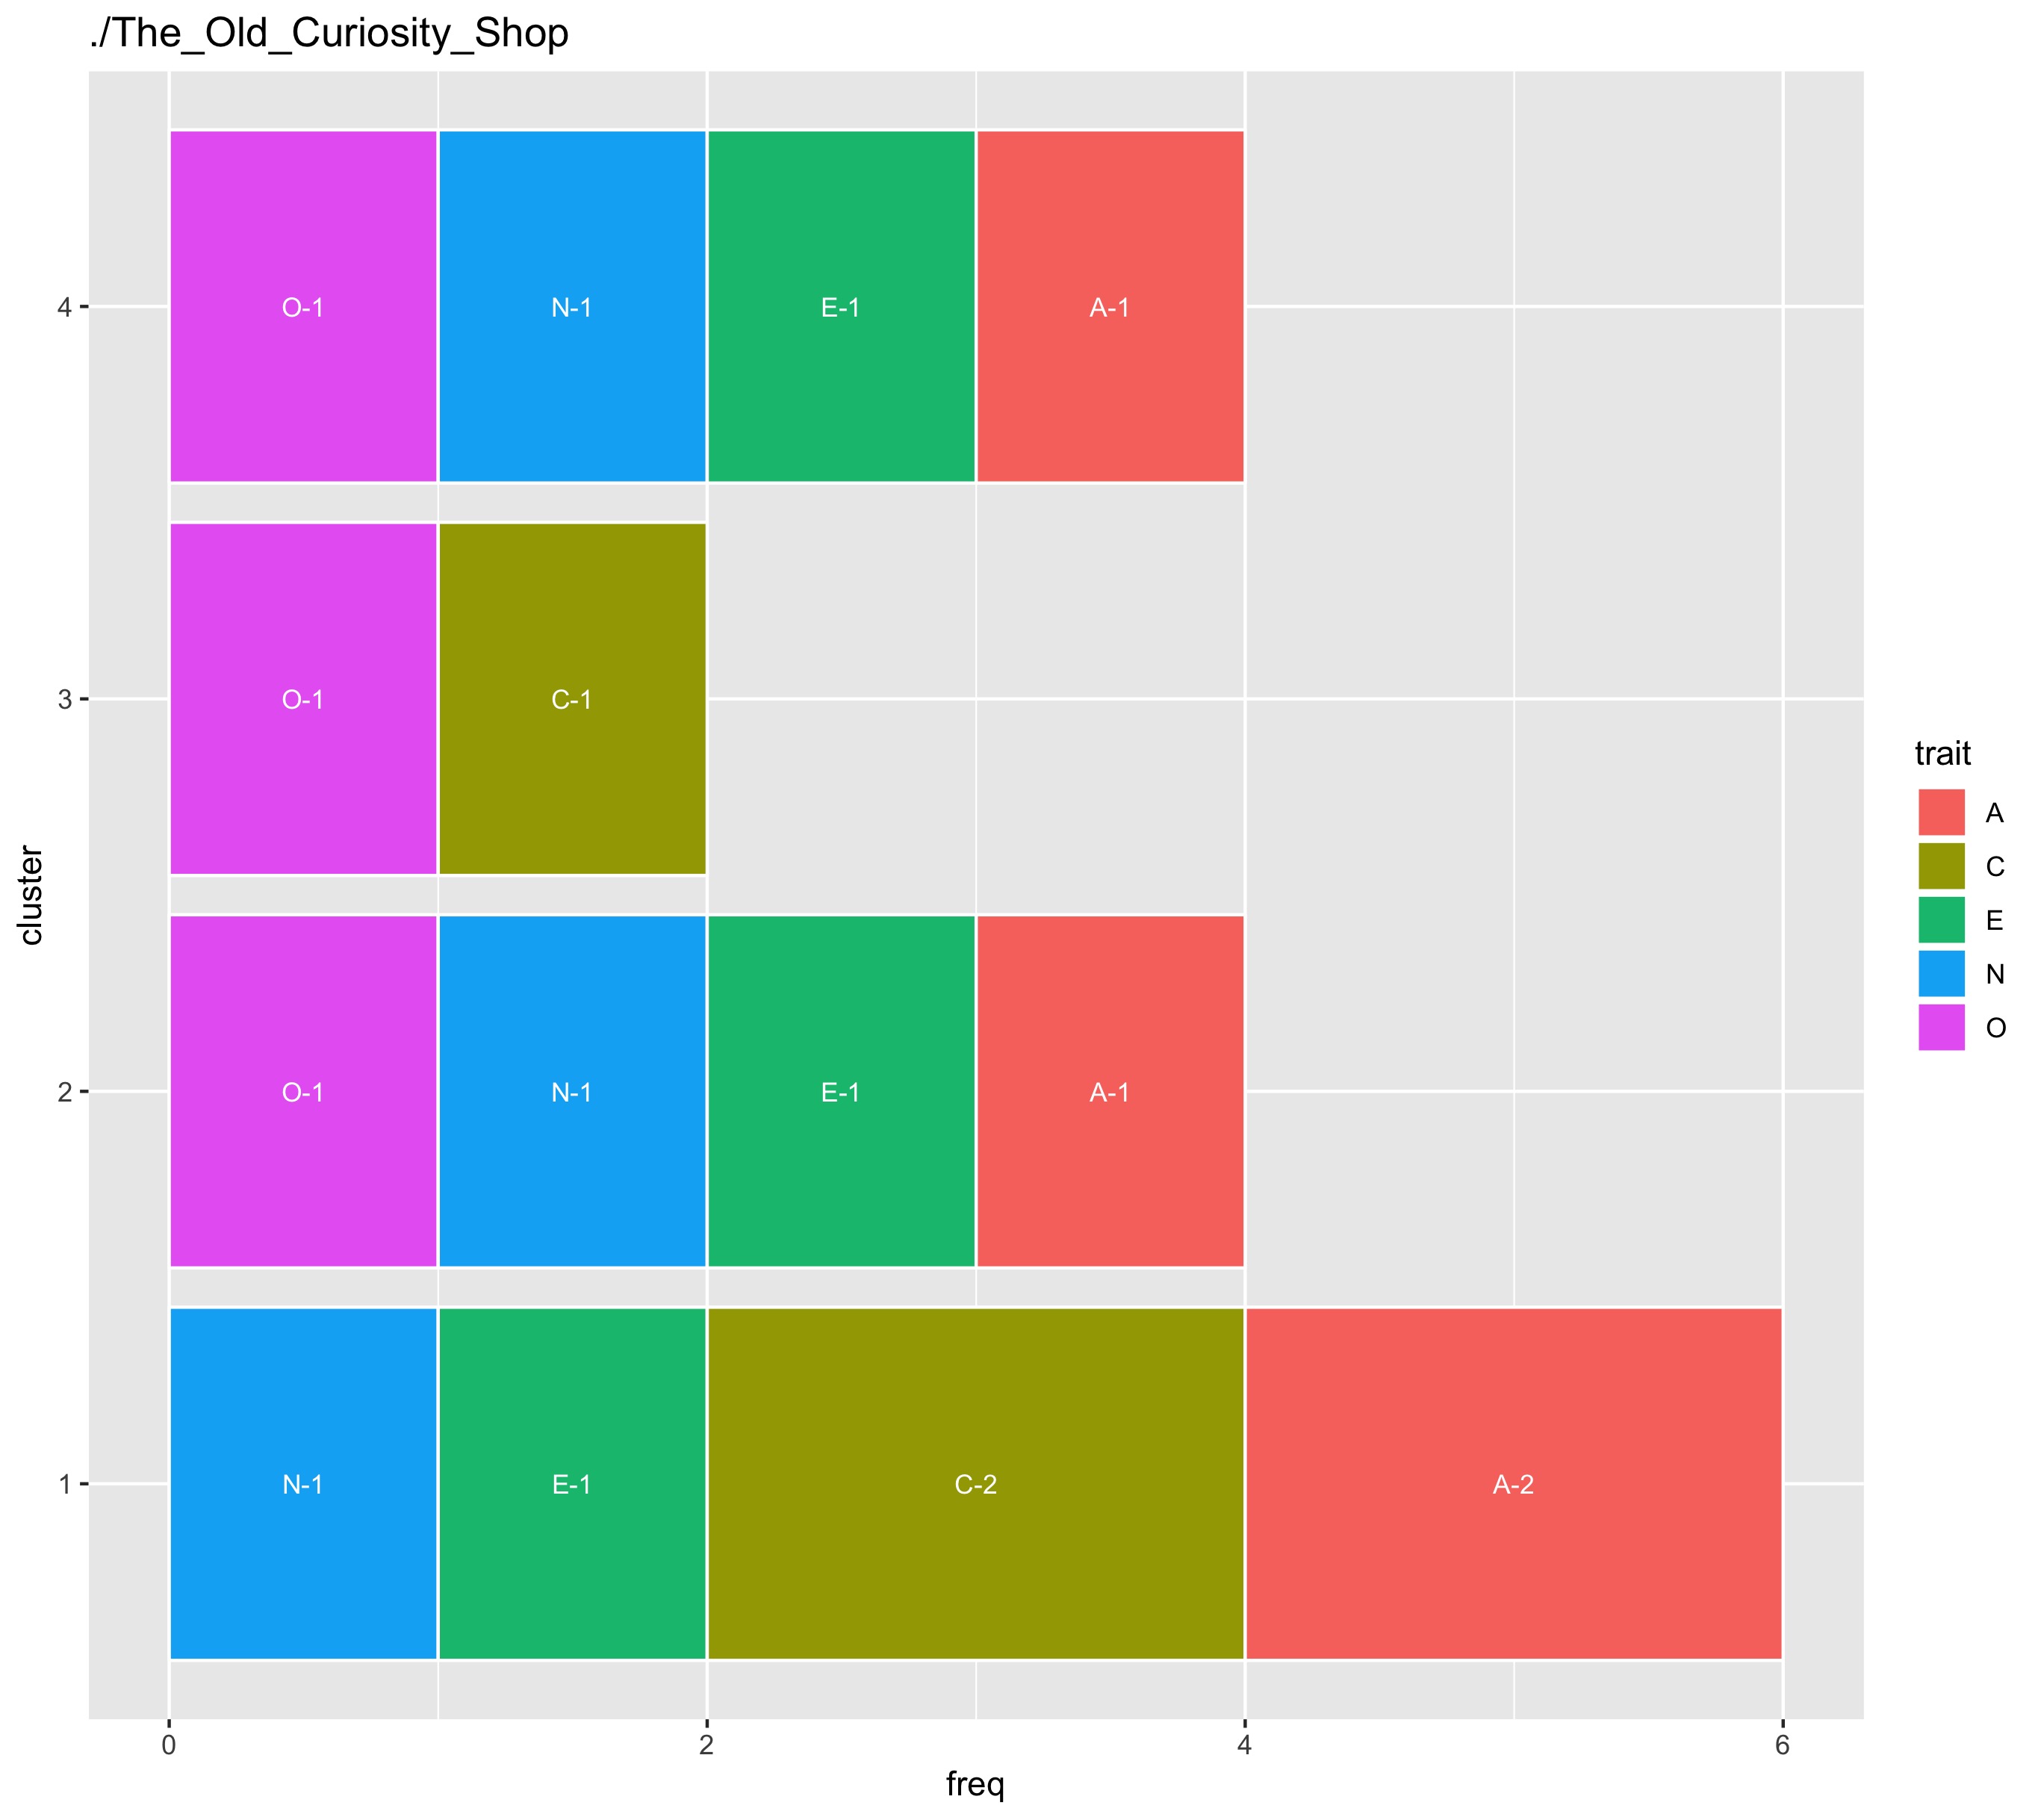 ./The_Old_Curiosity_Shop
4
O-1 N-1 E-1 A-1
3
O-1 C-1
2
O-1 N-1 E-1 A-1
1
N-1 E-1 C-2 A-2
cluster
0 2 4 6
freq
trait
A
C
E
N
O